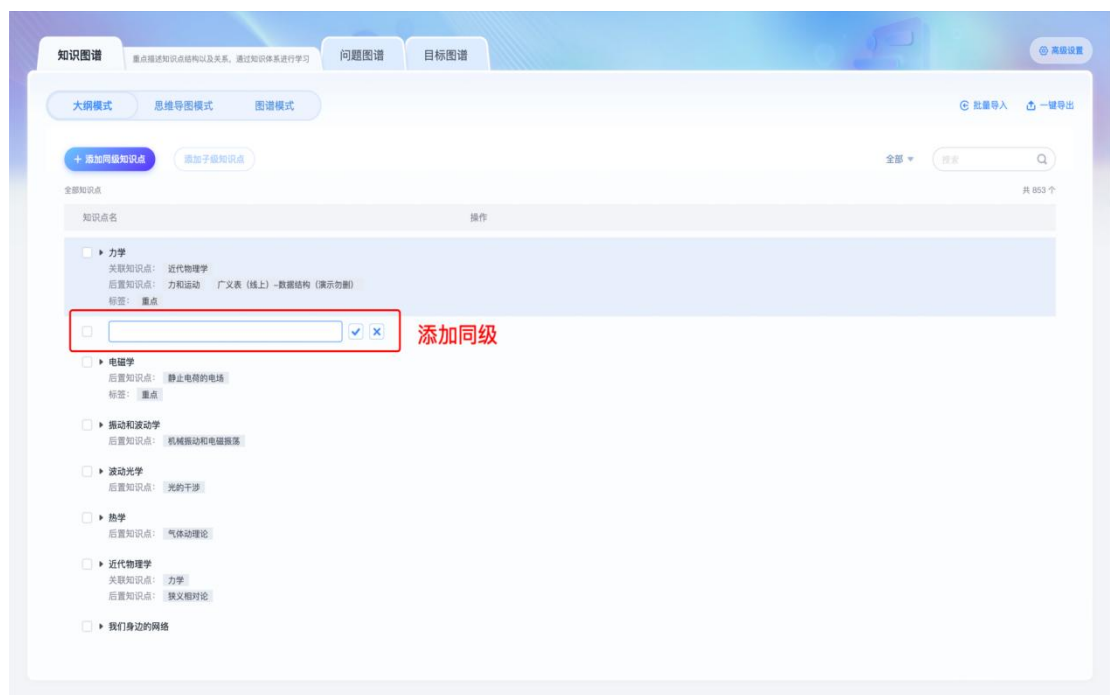 知识图谱 重点描述知识点结构以及关系，通过知识体系进行学习 问题图谱 目标图谱 高级设置
大纲模式 思维导图模式 图谱模式 批量导入 一键导出
+ 添加同级知识点 添加子级知识点 全部 搜索
全部知识点 共 853 个
知识点名 操作
力学
关联知识点： 近代物理学
后置知识点： 力和运动 广义表（线上）-数据结构（演示勿删）
标签： 重点
添加同级
电磁学
后置知识点： 静止电荷的电场
标签： 重点
振动和波动学
后置知识点： 机械振动和电磁振荡
波动光学
后置知识点： 光的干涉
热学
后置知识点： 气体动理论
近代物理学
关联知识点： 力学
后置知识点： 狭义相对论
我们身边的网络